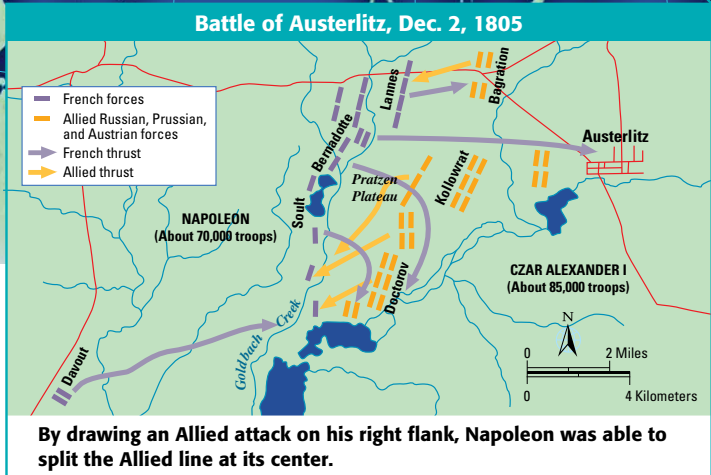 Battle of Austerlitz, Dec. 2, 1805
French forces
Allied Russian, Prussian,
and Austrian forces
French thrust
Allied thrust
Lannes
Bagration
Bernadotte
Austerlitz
Pratzen
Plateau
Kollowrat
Soult
NAPOLEON
(About 70,000 troops)
CZAR ALEXANDER I
(About 85,000 troops)
Doctorov
Goldbach Creek
Davout
N
0 2 Miles
0 4 Kilometers
By drawing an Allied attack on his right flank, Napoleon was able to
split the Allied line at its center.